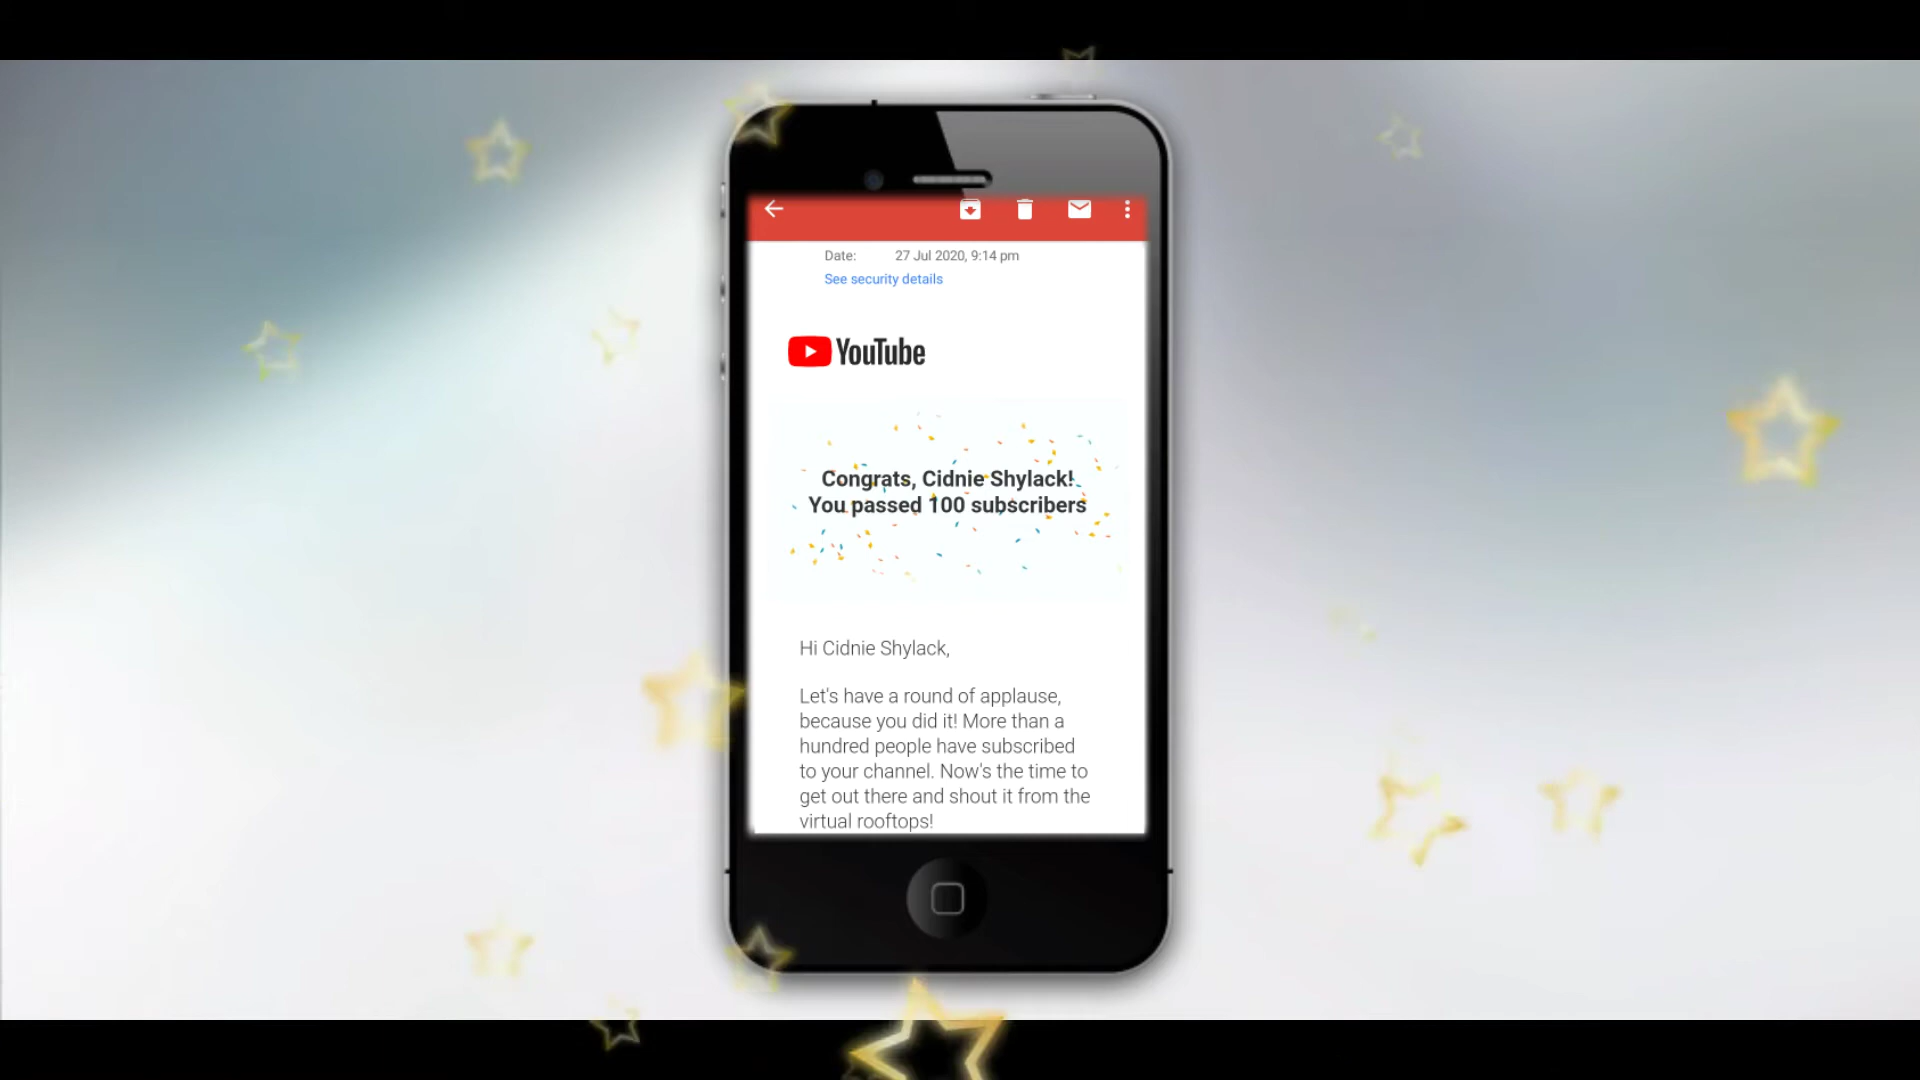 Date: 27 Jul 2020, 9:14 pm
See security details
YouTube
Congrats, Cidnie Shylack!
You passed 100 subscribers
Hi Cidnie Shylack,
Let's have a round of applause,
because you did it! More than a
hundred people have subscribed
to your channel. Now's the time to
get out there and shout it from the
virtual rooftops!